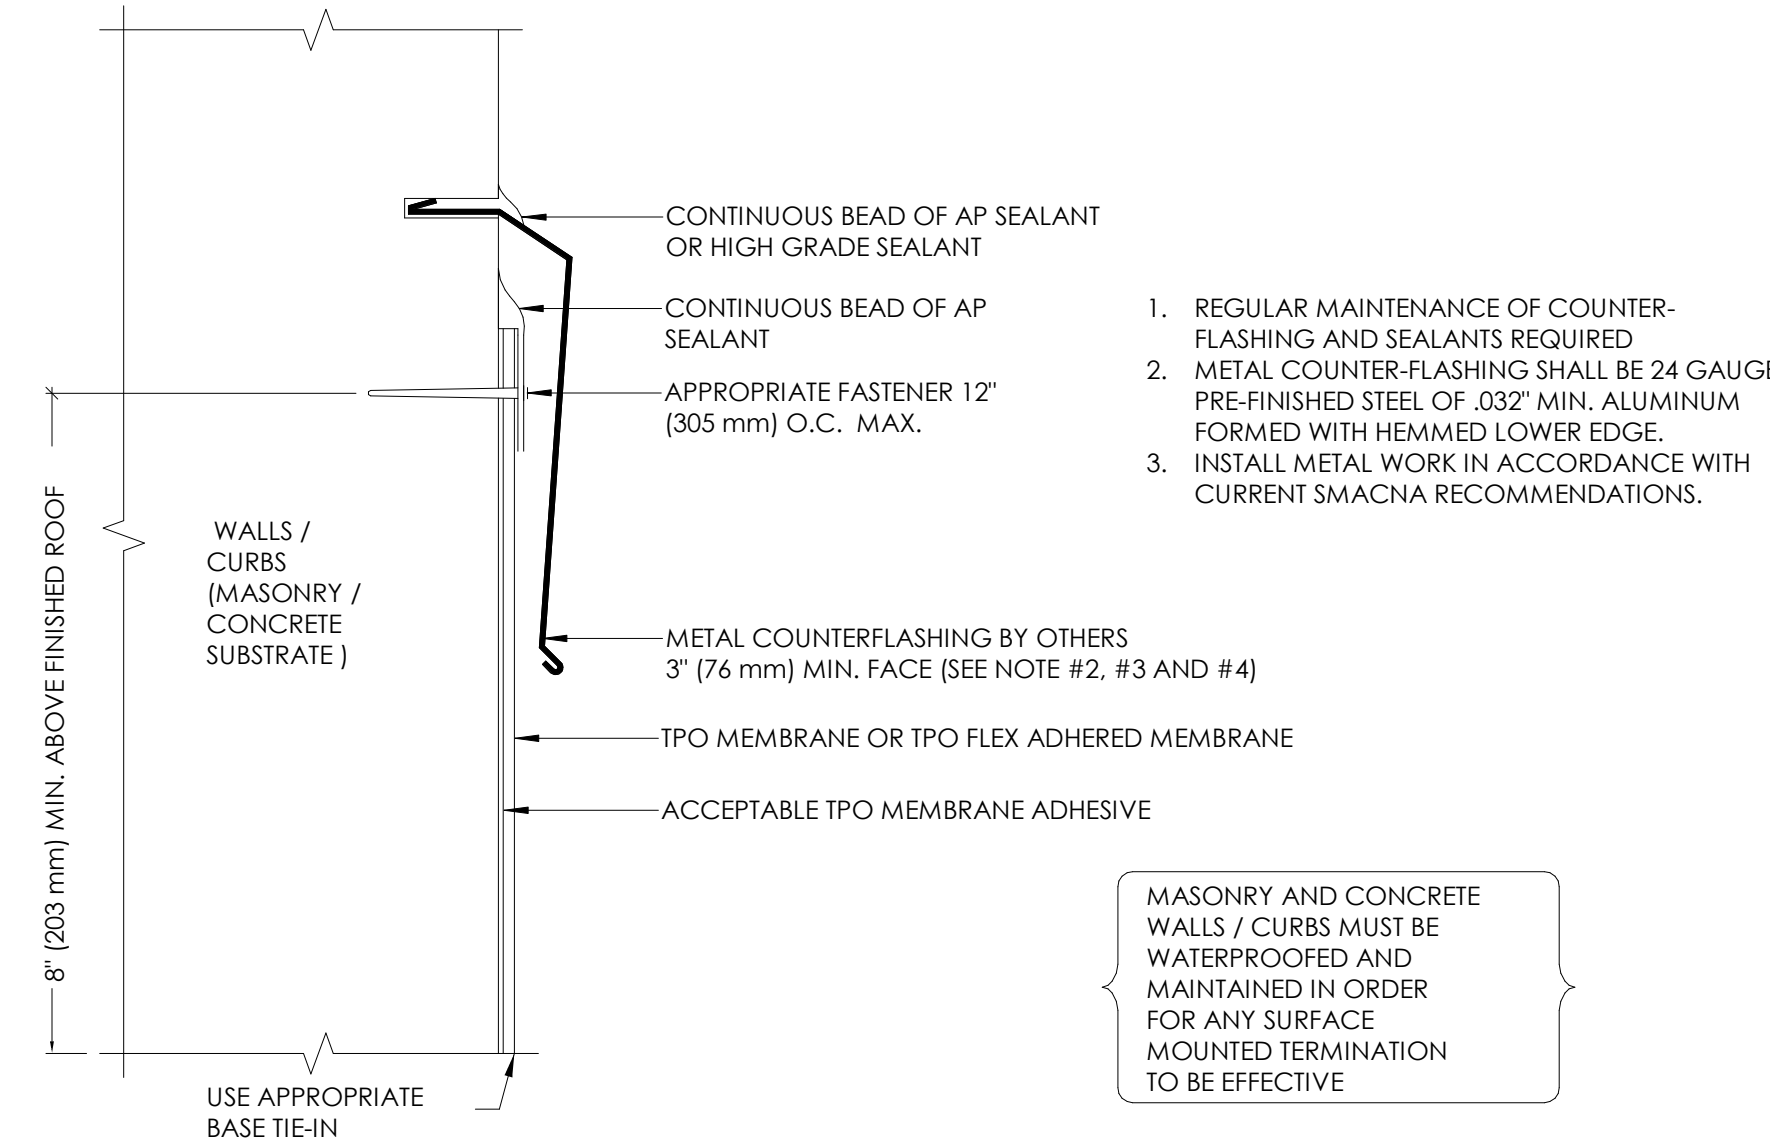 CONTINUOUS BEAD OF AP SEALANT
OR HIGH GRADE SEALANT
CONTINUOUS BEAD OF AP
SEALANT
APPROPRIATE FASTENER 12"
(305 mm) O.C. MAX.
1. REGULAR MAINTENANCE OF COUNTER-
FLASHING AND SEALANTS REQUIRED
2. METAL COUNTER-FLASHING SHALL BE 24 GAUGE
PRE-FINISHED STEEL OF .032" MIN. ALUMINUM
FORMED WITH HEMMED LOWER EDGE.
3. INSTALL METAL WORK IN ACCORDANCE WITH
CURRENT SMACNA RECOMMENDATIONS.
8" (203 mm) MIN. ABOVE FINISHED ROOF
WALLS /
CURBS
(MASONRY /
CONCRETE
SUBSTRATE )
METAL COUNTERFLASHING BY OTHERS
3" (76 mm) MIN. FACE (SEE NOTE #2, #3 AND #4)
TPO MEMBRANE OR TPO FLEX ADHERED MEMBRANE
ACCEPTABLE TPO MEMBRANE ADHESIVE
MASONRY AND CONCRETE
WALLS / CURBS MUST BE
WATERPROOFED AND
MAINTAINED IN ORDER
FOR ANY SURFACE
MOUNTED TERMINATION
TO BE EFFECTIVE
USE APPROPRIATE
BASE TIE-IN